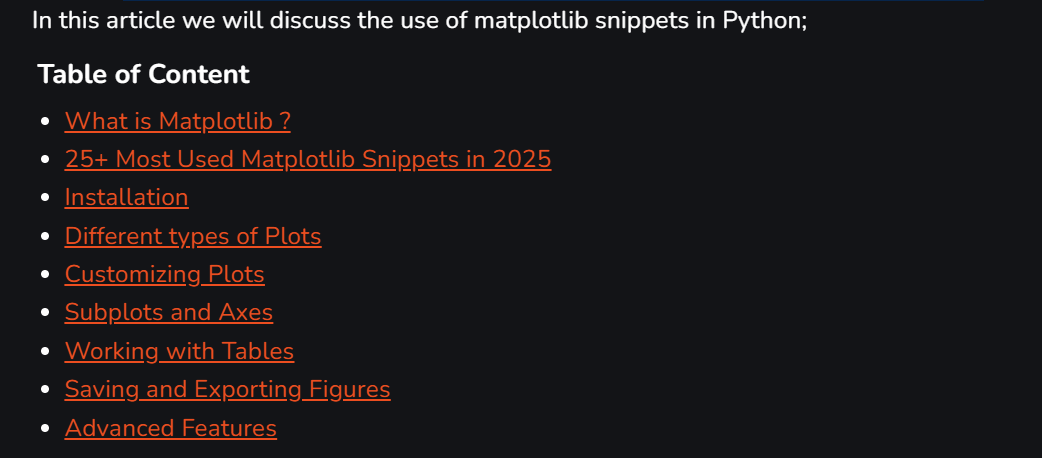 In this article we will discuss the use of matplotlib snippets in Python;
Table of Content
What is Matplotlib ?
25+ Most Used Matplotlib Snippets in 2025
Installation
Different types of Plots
Customizing Plots
Subplots and Axes
Working with Tables
Saving and Exporting Figures
Advanced Features